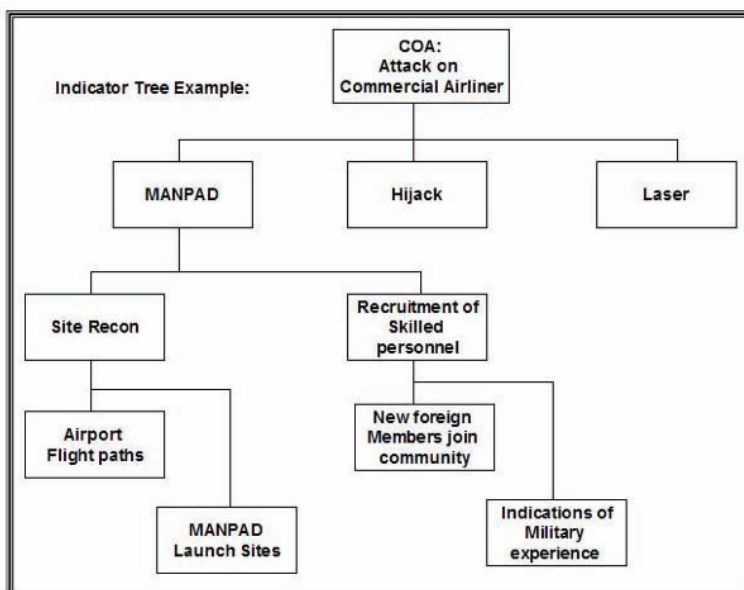 COA:
Attack on
Commercial Airliner
Indicator Tree Example:
MANPAD
Hijack
Laser
Site Recon
Recruitment of
Skilled
personnel
Airport
Flight paths
New foreign
Members join
community
MANPAD
Launch Sites
Indications of
Military
experience